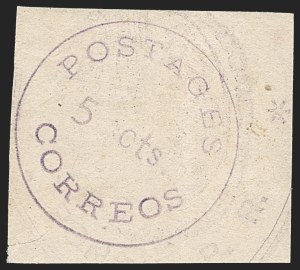 POSTAGES
5 cts
CORREOS
R.